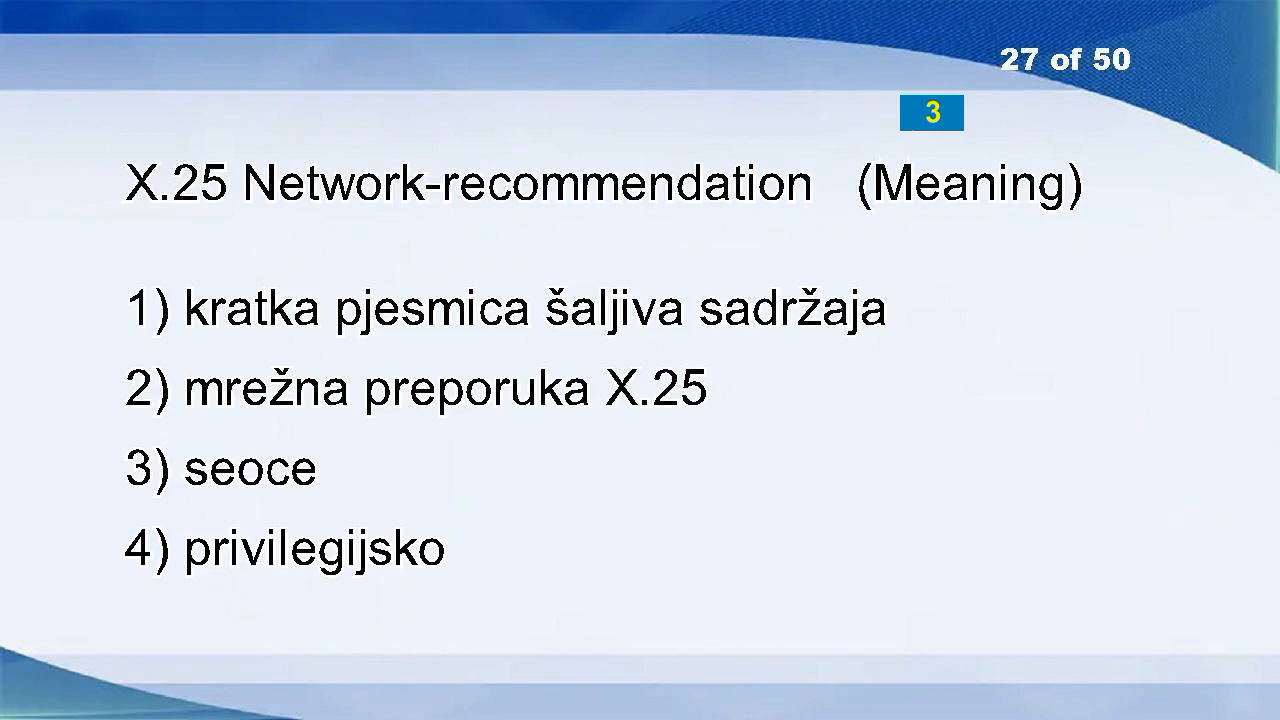 27 of 50
3
X.25 Network-recommendation (Meaning)
1) kratka pjesmica šaljiva sadržaja
2) mrežna preporuka X.25
3) seoce
4) privilegijsko